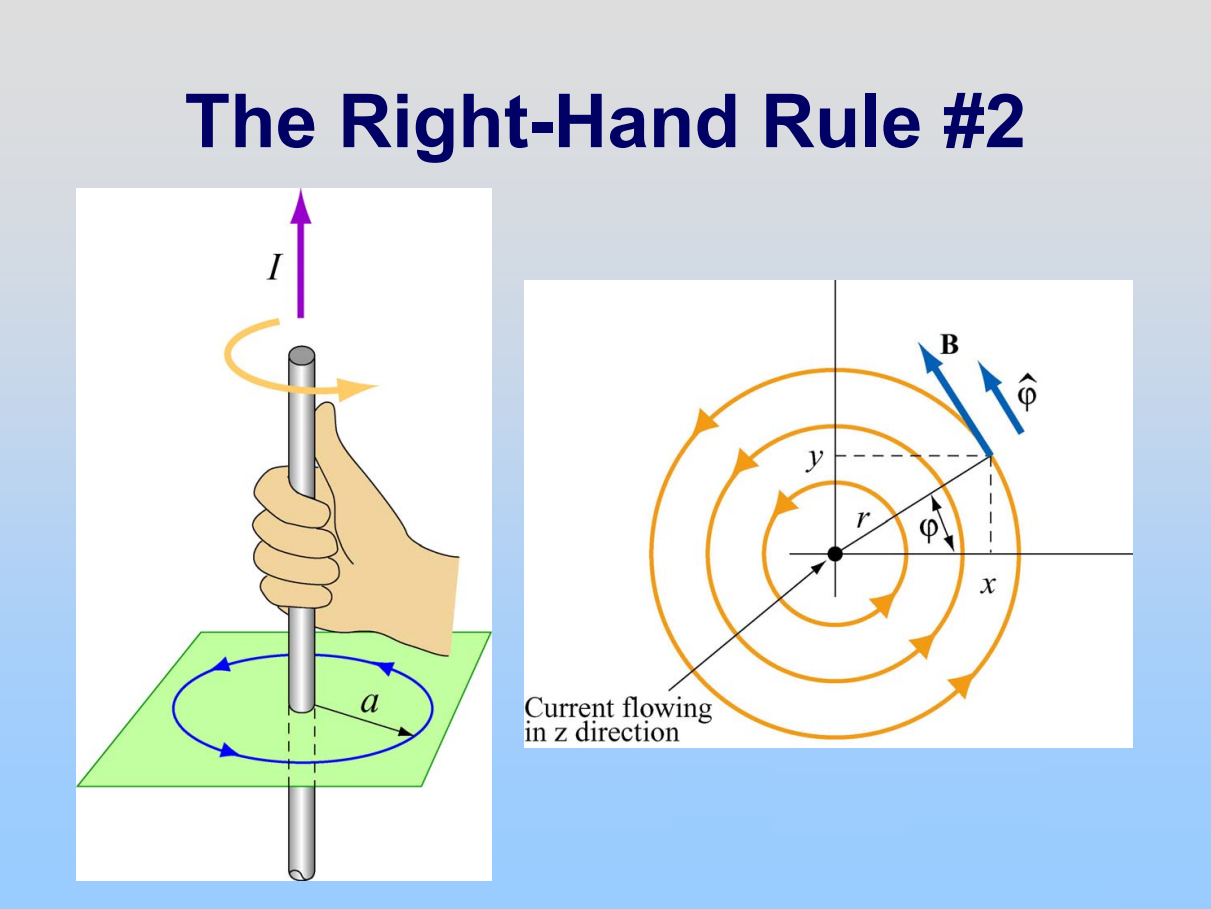 The Right-Hand Rule #2
I
a
B
φ̂
y
r
φ
x
Current flowing
in z direction